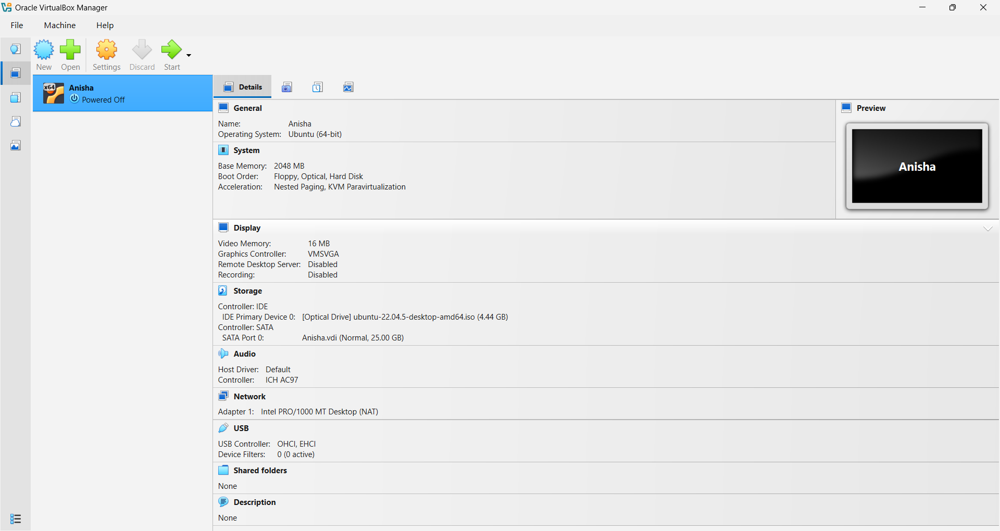 Oracle VirtualBox Manager
File Machine Help
New Open Settings Discard Start
x64 Anisha
Powered Off
Details
General
Name: Anisha
Operating System: Ubuntu (64-bit)
Preview
Anisha
System
Base Memory: 2048 MB
Boot Order: Floppy, Optical, Hard Disk
Acceleration: Nested Paging, KVM Paravirtualization
Display
Video Memory: 16 MB
Graphics Controller: VMSVGA
Remote Desktop Server: Disabled
Recording: Disabled
Storage
Controller: IDE
IDE Primary Device 0: [Optical Drive] ubuntu-22.04.5-desktop-amd64.iso (4.44 GB)
Controller: SATA
SATA Port 0: Anisha.vdi (Normal, 25.00 GB)
Audio
Host Driver: Default
Controller: ICH AC97
Network
Adapter 1: Intel PRO/1000 MT Desktop (NAT)
USB
USB Controller: OHCI, EHCI
Device Filters: 0 (0 active)
Shared folders
None
Description
None